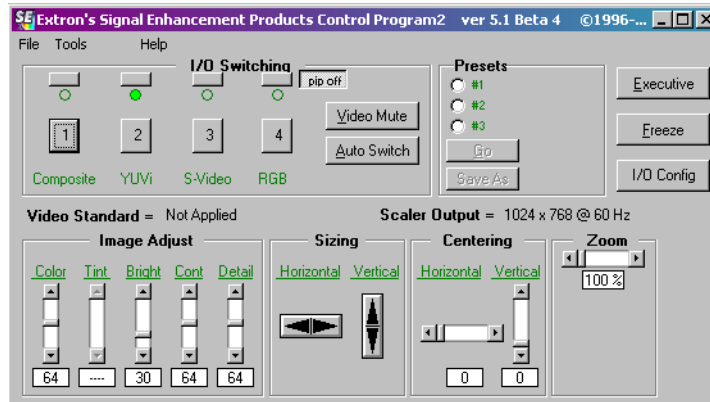 SE Extron's Signal Enhancement Products Control Program2 ver 5.1 Beta 4 ©1996-...
File Tools Help
I/O Switching
pip off
1 2 3 4
Composite YUVi S-Video RGB
Video Mute
Auto Switch
Presets
#1
#2
#3
Go
Save As
Executive
Freeze
I/O Config
Video Standard = Not Applied
Scaler Output = 1024 x 768 @ 60 Hz
Image Adjust
Color Tint Bright Cont Detail
64 ---- 30 64 64
Sizing
Horizontal Vertical
Centering
Horizontal Vertical
0 0
Zoom
100 %